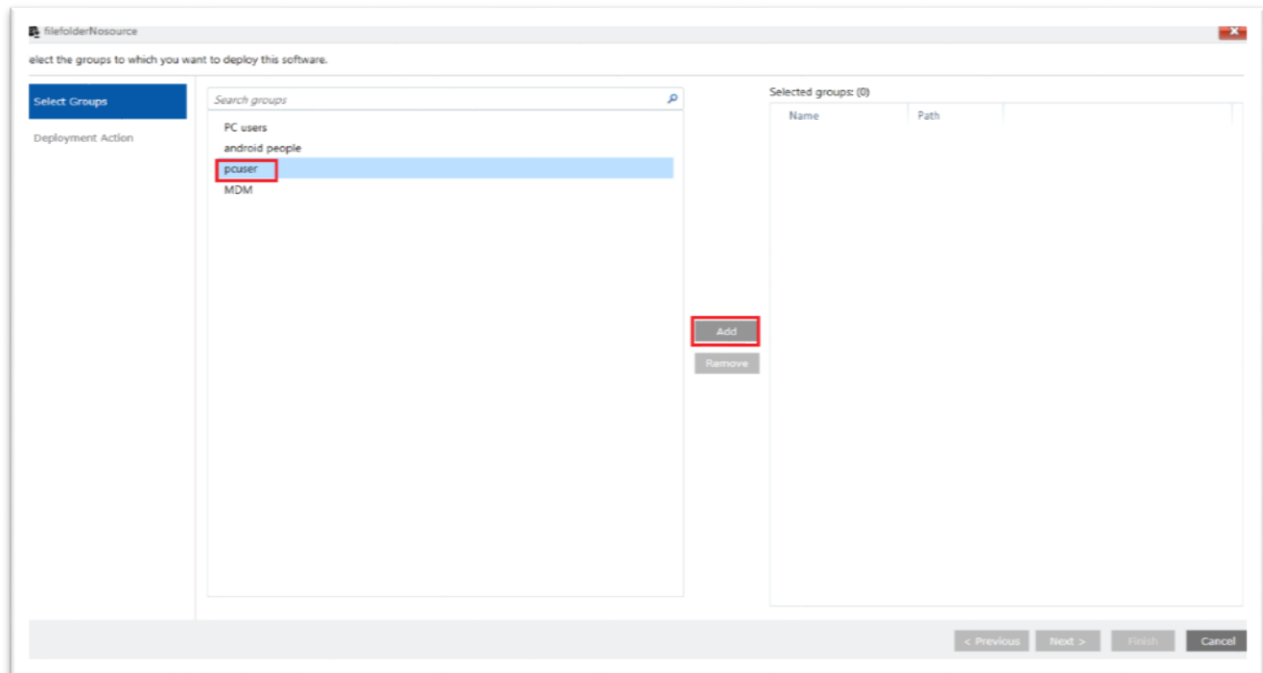 filefolderNosource
elect the groups to which you want to deploy this software.
Select Groups
Deployment Action
Search groups
PC users
android people
pcuser
MDM
Add
Remove
Selected groups: (0)
Name Path
< Previous Next > Finish Cancel